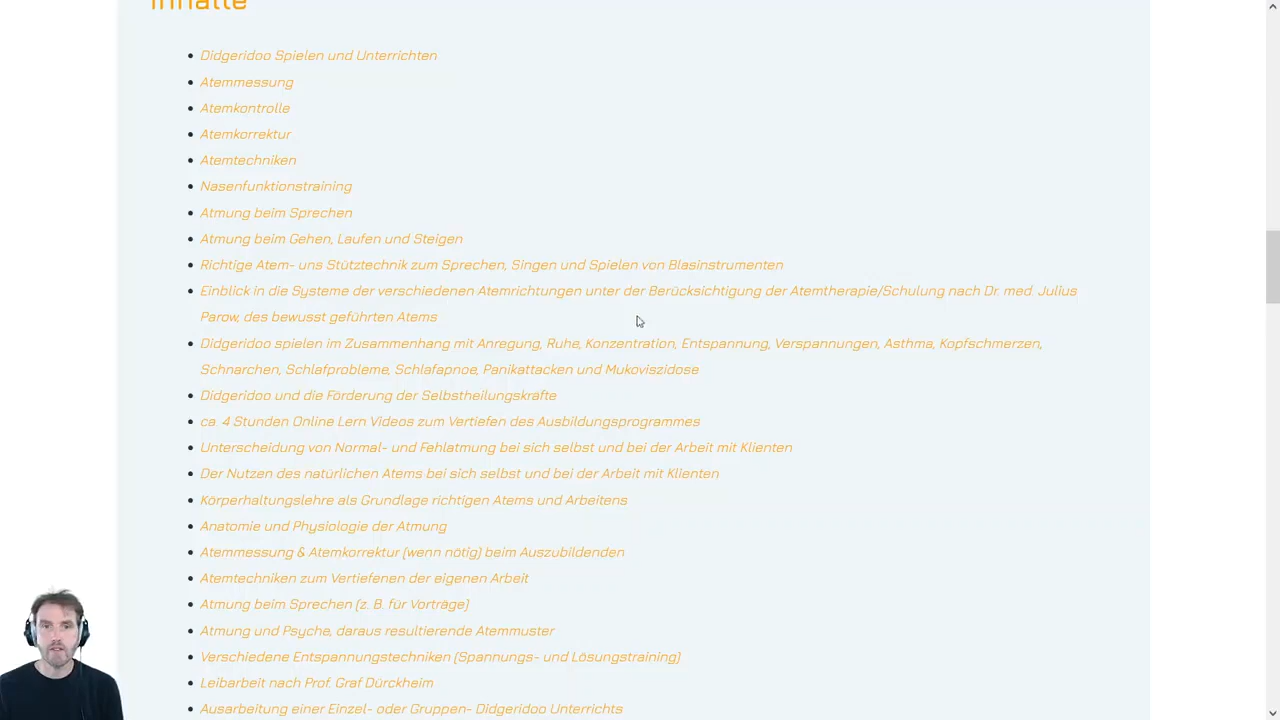 Inhalte
Didgeridoo Spielen und Unterrichten
Atemmessung
Atemkontrolle
Atemkorrektur
Atemtechniken
Nasenfunktionstraining
Atmung beim Sprechen
Atmung beim Gehen, Laufen und Steigen
Richtige Atem- uns Stütztechnik zum Sprechen, Singen und Spielen von Blasinstrumenten
Einblick in die Systeme der verschiedenen Atemrichtungen unter der Berücksichtigung der Atemtherapie/Schulung nach Dr. med. Julius
Parow, des bewusst geführten Atems
Didgeridoo spielen im Zusammenhang mit Anregung, Ruhe, Konzentration, Entspannung, Verspannungen, Asthma, Kopfschmerzen,
Schnarchen, Schlafprobleme, Schlafapnoe, Panikattacken und Mukoviszidose
Didgeridoo und die Förderung der Selbstheilungskräfte
ca. 4 Stunden Online Lern Videos zum Vertiefen des Ausbildungsprogrammes
Unterscheidung von Normal- und Fehlatmung bei sich selbst und bei der Arbeit mit Klienten
Der Nutzen des natürlichen Atems bei sich selbst und bei der Arbeit mit Klienten
Körperhaltungslehre als Grundlage richtigen Atems und Arbeitens
Anatomie und Physiologie der Atmung
Atemmessung & Atemkorrektur (wenn nötig) beim Auszubildenden
Atemtechniken zum Vertiefenen der eigenen Arbeit
Atmung beim Sprechen (z. B. für Vorträge)
Atmung und Psyche, daraus resultierende Atemmuster
Verschiedene Entspannungstechniken (Spannungs- und Lösungstraining)
Leibarbeit nach Prof. Graf Dürckheim
Ausarbeitung einer Einzel- oder Gruppen- Didgeridoo Unterrichts